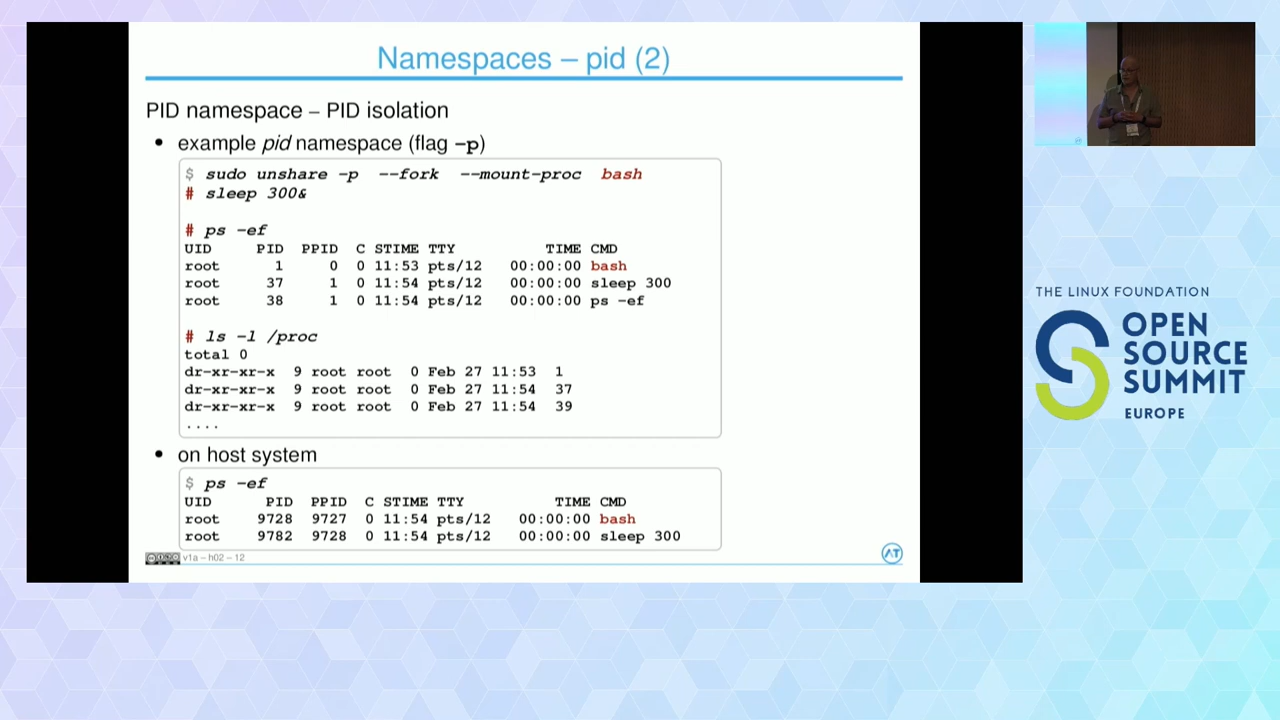 Namespaces – pid (2)
PID namespace – PID isolation
• example pid namespace (flag –p)
$ sudo unshare -p --fork --mount-proc bash
# sleep 300&
# ps -ef
UID PID PPID C STIME TTY TIME CMD
root 1 0 0 11:53 pts/12 00:00:00 bash
root 37 1 0 11:54 pts/12 00:00:00 sleep 300
root 38 1 0 11:54 pts/12 00:00:00 ps -ef
# ls -l /proc
total 0
dr-xr-xr-x 9 root root 0 Feb 27 11:53 1
dr-xr-xr-x 9 root root 0 Feb 27 11:54 37
dr-xr-xr-x 9 root root 0 Feb 27 11:54 39
....
• on host system
$ ps -ef
UID PID PPID C STIME TTY TIME CMD
root 9728 9727 0 11:54 pts/12 00:00:00 bash
root 9782 9728 0 11:54 pts/12 00:00:00 sleep 300
v1a – h02 – 12
AT
THE LINUX FOUNDATION
OPEN
SOURCE
SUMMIT
EUROPE